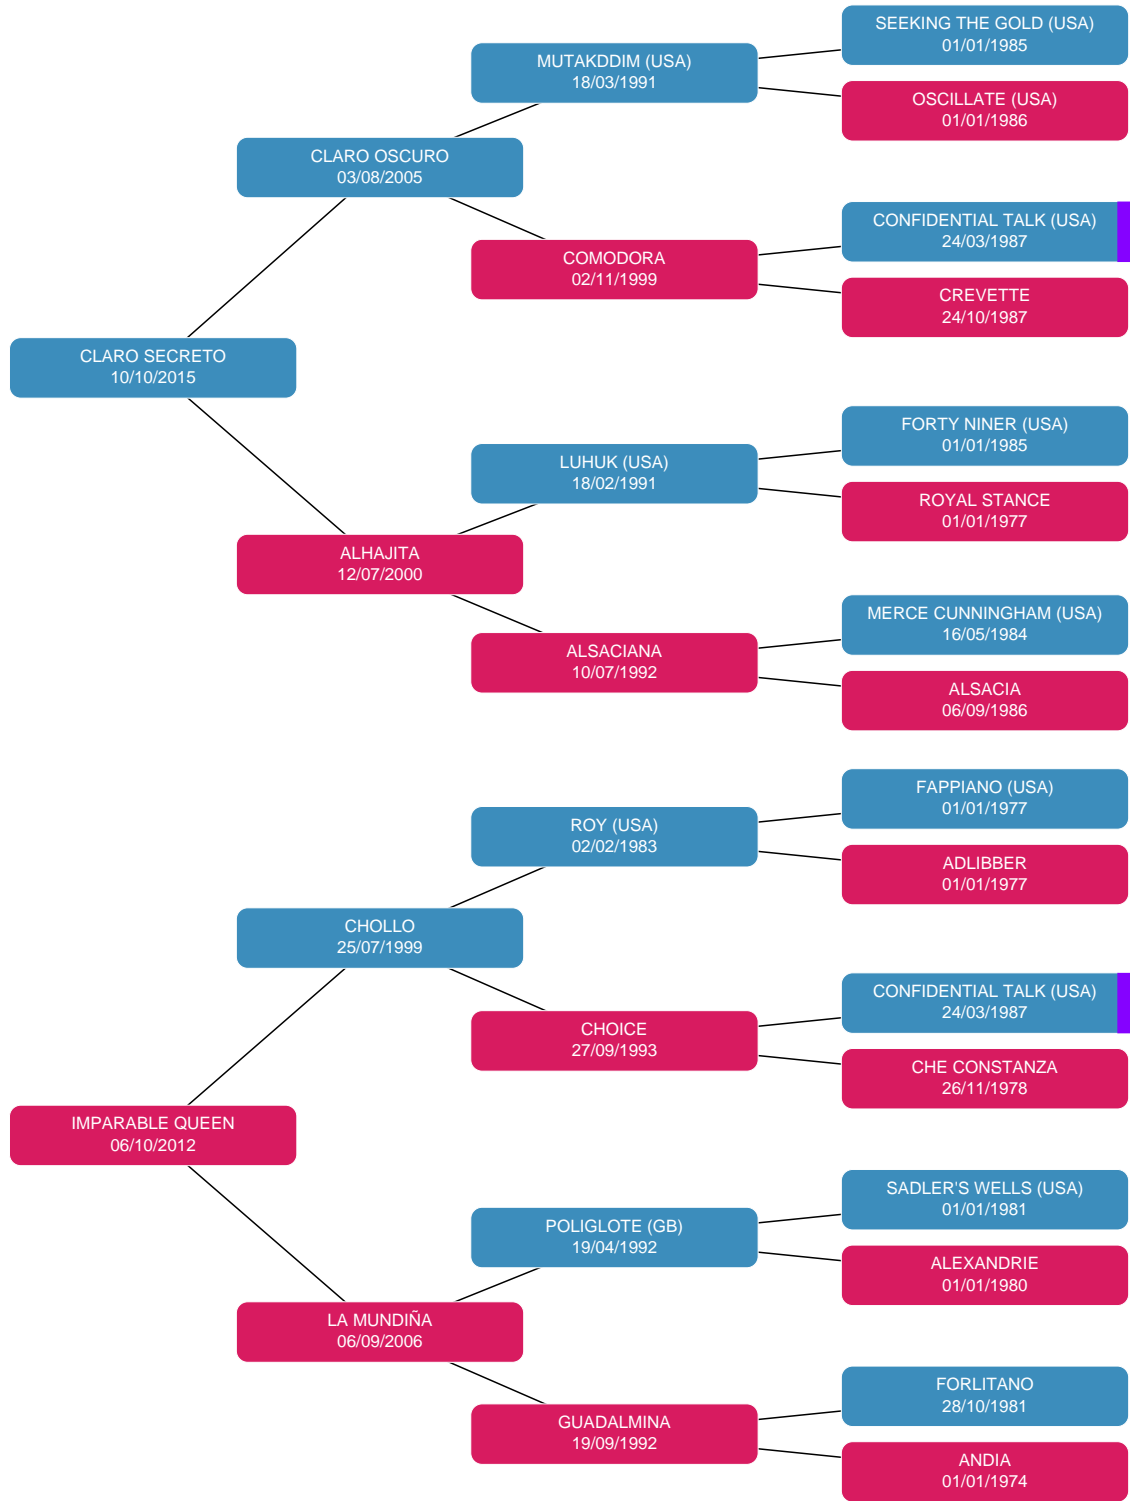 SEEKING THE GOLD (USA)
01/01/1985
MUTAKDDIM (USA)
18/03/1991
OSCILLATE (USA)
01/01/1986
CLARO OSCURO
03/08/2005
CONFIDENTIAL TALK (USA)
24/03/1987
COMODORA
02/11/1999
CREVETTE
24/10/1987
CLARO SECRETO
10/10/2015
FORTY NINER (USA)
01/01/1985
LUHUK (USA)
18/02/1991
ROYAL STANCE
01/01/1977
ALHAJITA
12/07/2000
MERCE CUNNINGHAM (USA)
16/05/1984
ALSACIANA
10/07/1992
ALSACIA
06/09/1986
FAPPIANO (USA)
01/01/1977
ROY (USA)
02/02/1983
ADLIBBER
01/01/1977
CHOLLO
25/07/1999
CONFIDENTIAL TALK (USA)
24/03/1987
CHOICE
27/09/1993
CHE CONSTANZA
26/11/1978
IMPARABLE QUEEN
06/10/2012
SADLER'S WELLS (USA)
01/01/1981
POLIGLOTE (GB)
19/04/1992
ALEXANDRIE
01/01/1980
LA MUNDIÑA
06/09/2006
FORLITANO
28/10/1981
GUADALMINA
19/09/1992
ANDIA
01/01/1974